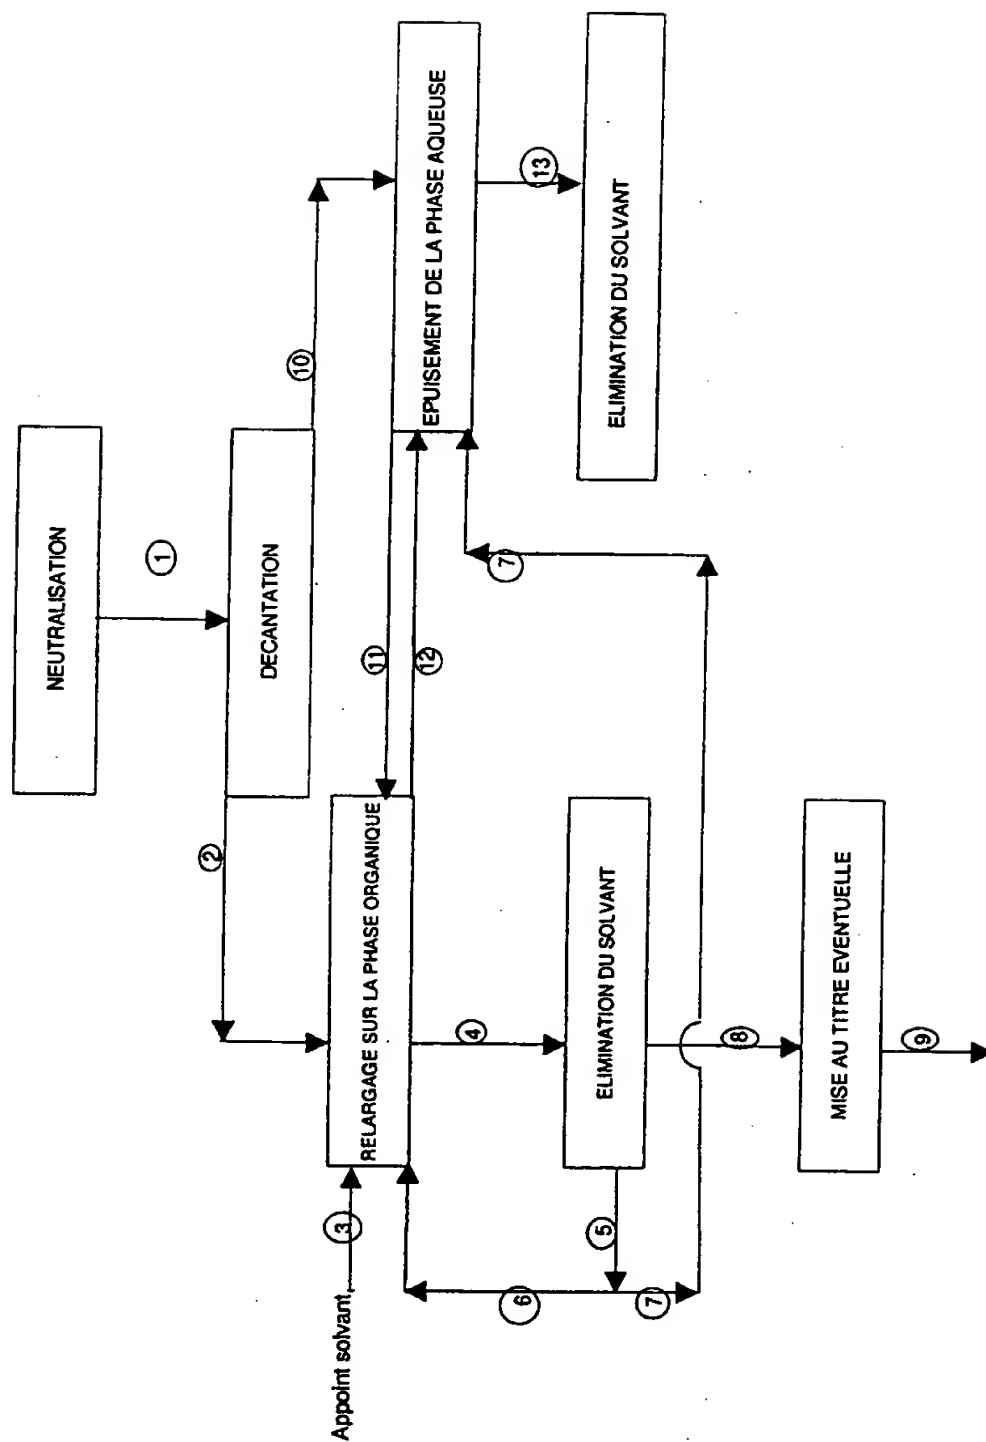 NEUTRALISATION
1
DECANTATION
2
10
Appoint solvant
3
RELARGAGE SUR LA PHASE ORGANIQUE
11
12
EPUISEMENT DE LA PHASE AQUEUSE
4
13
6
7
ELIMINATION DU SOLVANT
ELIMINATION DU SOLVANT
5
7
8
MISE AU TITRE EVENTUELLE
9